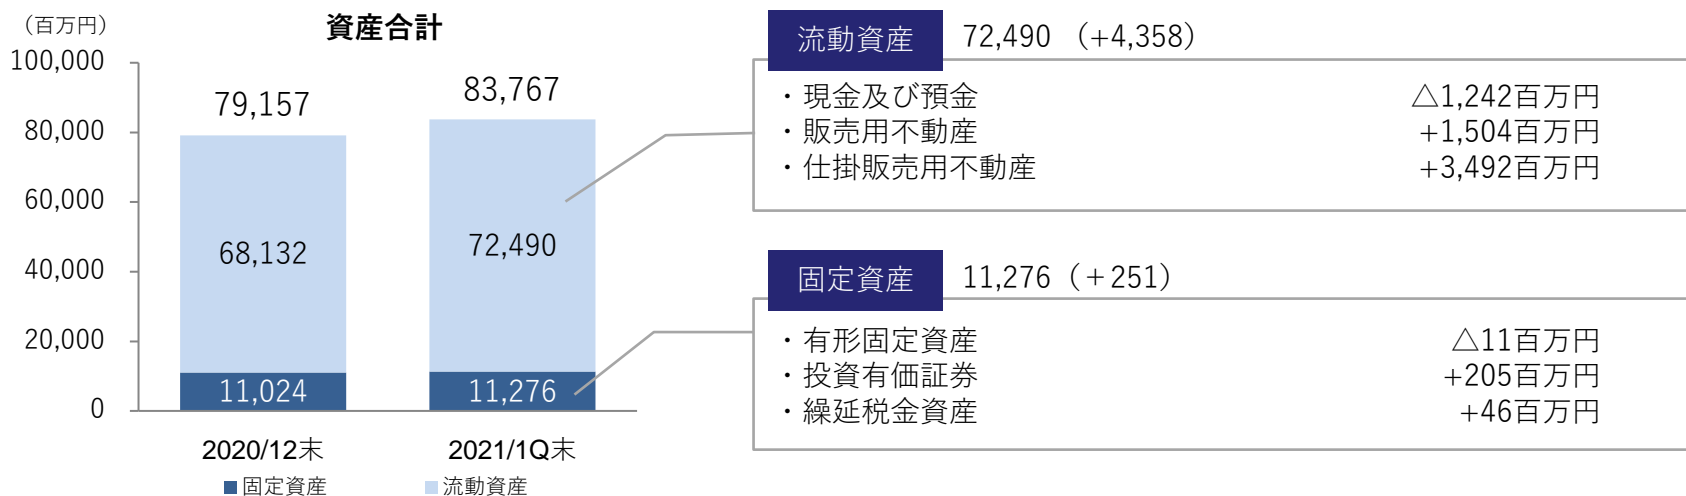 （百万円）
資産合計
100,000
80,000
60,000
40,000
20,000
0
79,157
83,767
68,132
72,490
11,024
11,276
2020/12末
2021/1Q末
固定資産
流動資産
流動資産 72,490 （+4,358）
・現金及び預金 △1,242百万円
・販売用不動産 +1,504百万円
・仕掛販売用不動産 +3,492百万円
固定資産 11,276（＋251）
・有形固定資産 △11百万円
・投資有価証券 +205百万円
・繰延税金資産 +46百万円